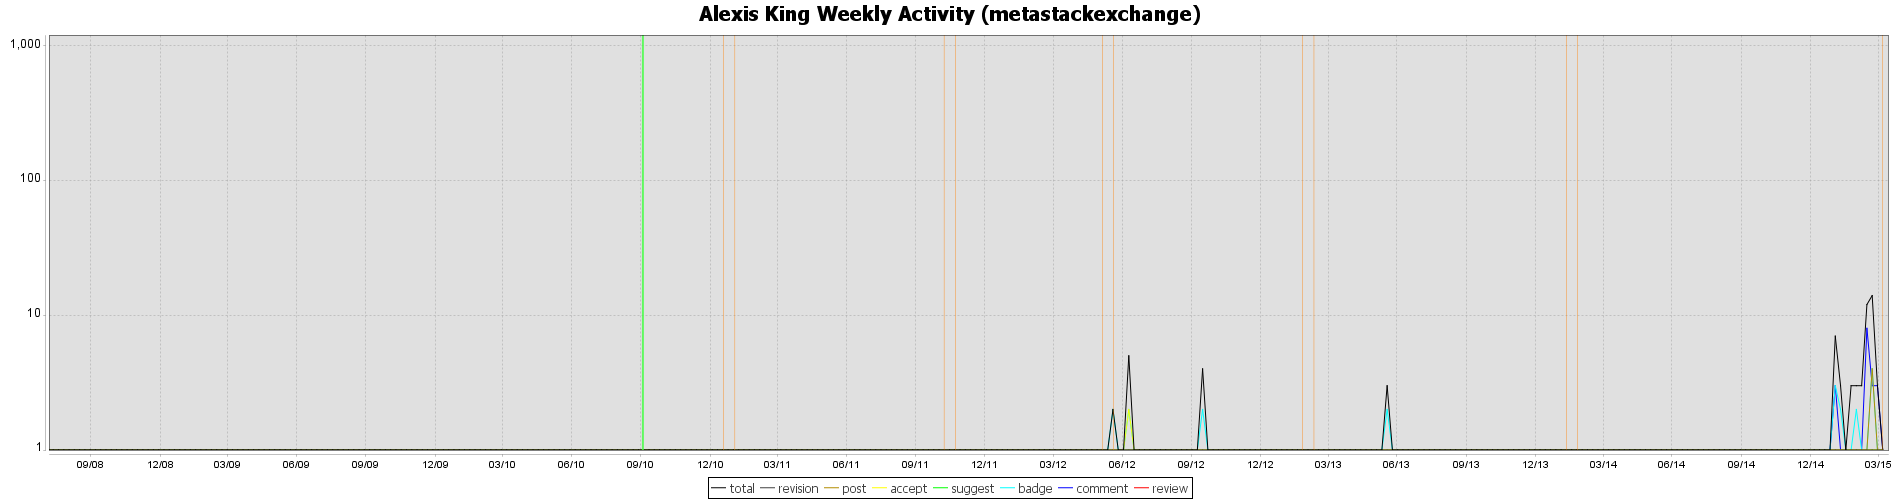 Alexis King Weekly Activity (metastackexchange)
1,000
100
10
1
09/08 12/08 03/09 06/09 09/09 12/09 03/10 06/10 09/10 12/10 03/11 06/11 09/11 12/11 03/12 06/12 09/12 12/12 03/13 06/13 09/13 12/13 03/14 06/14 09/14 12/14 03/15
total revision post accept suggest badge comment review